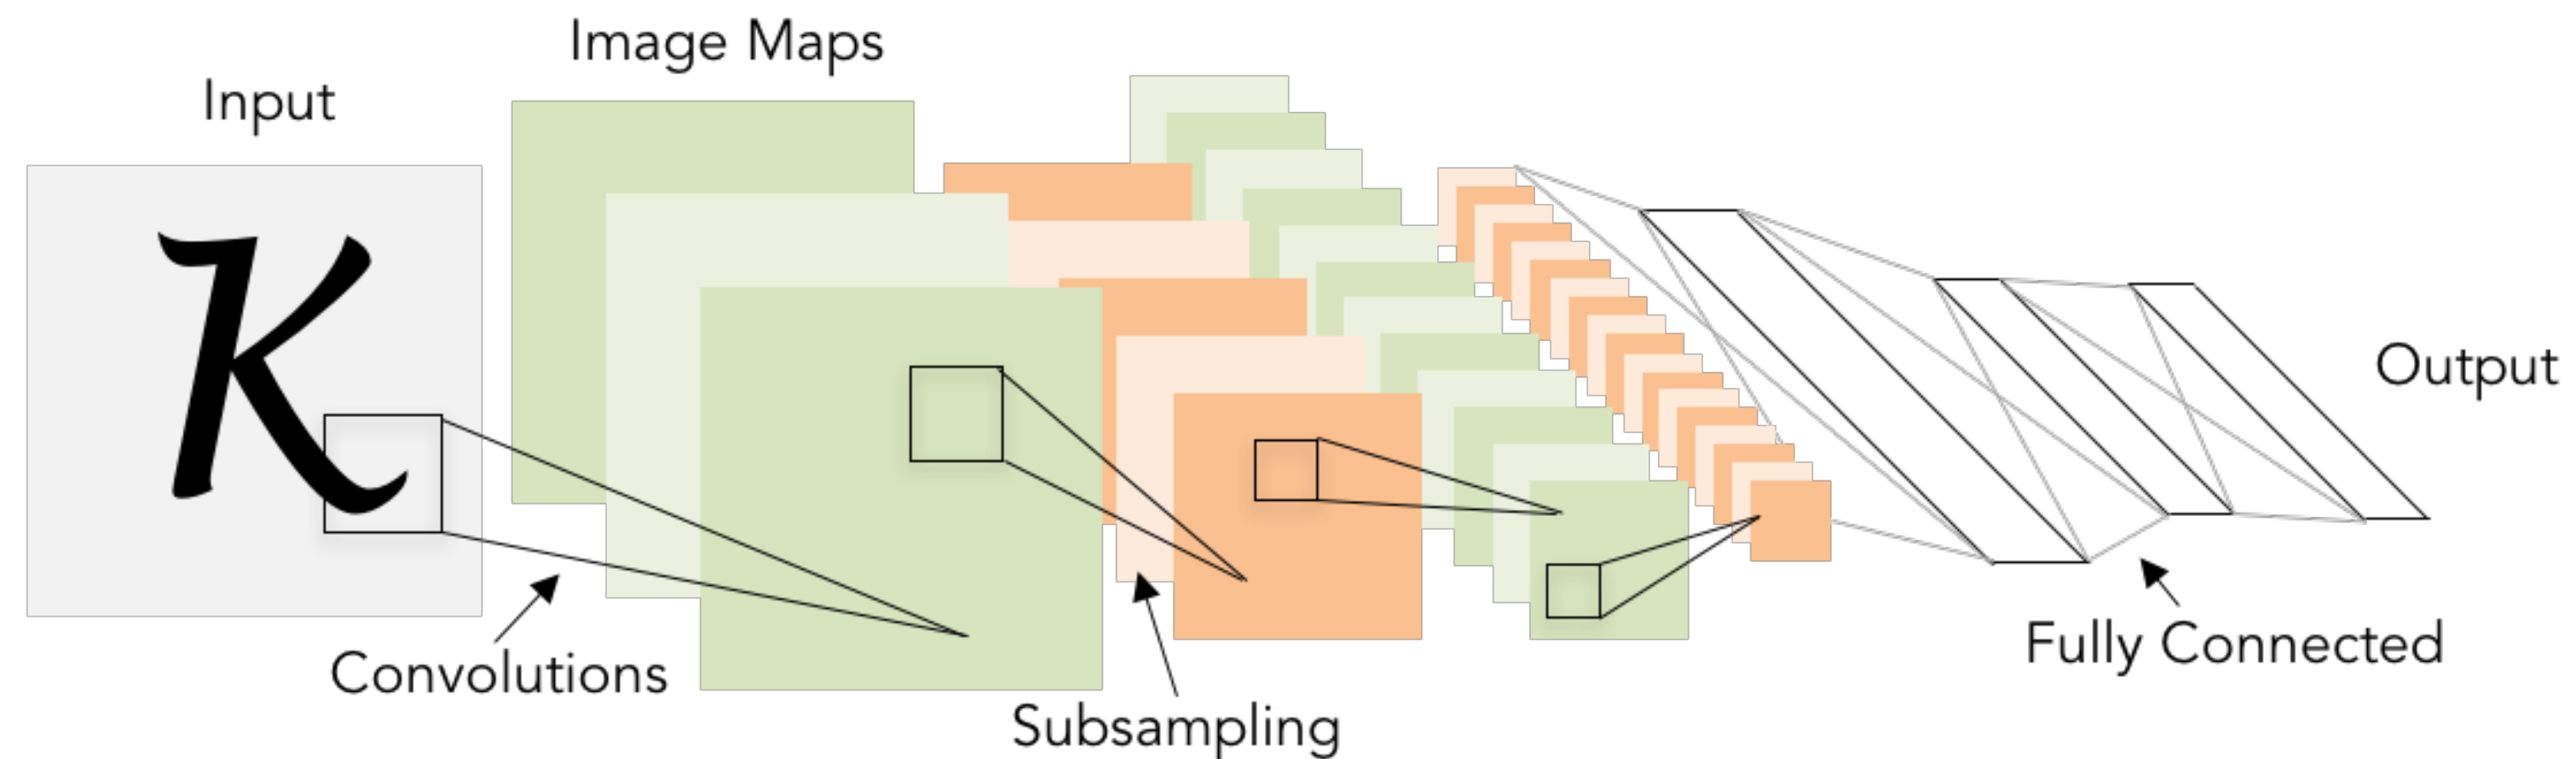 Image Maps
Input
K
Output
Convolutions
Fully Connected
Subsampling